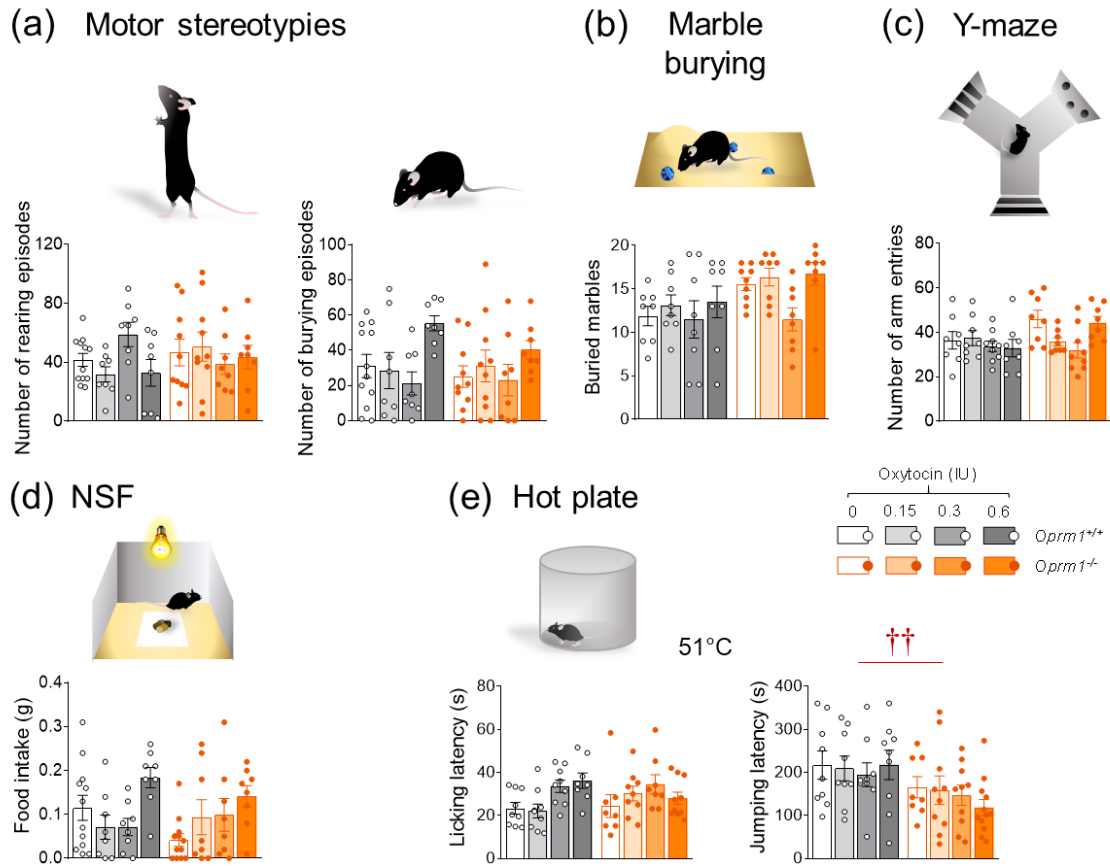 (a) Motor stereotypies
(b) Marble
burying
(c) Y-maze
Number of rearing episodes
120
80
40
0
Number of burying episodes
100
80
60
40
20
0
Buried marbles
20
15
10
5
0
Number of arm entries
80
60
40
20
0
(d) NSF
(e) Hot plate
Oxytocin (IU)
0 0.15 0.3 0.6
Oprm1+/+
Oprm1-/-
51°C
††
Food intake (g)
0.4
0.3
0.2
0.1
0.0
Licking latency (s)
80
60
40
20
0
Jumping latency (s)
400
300
200
100
0